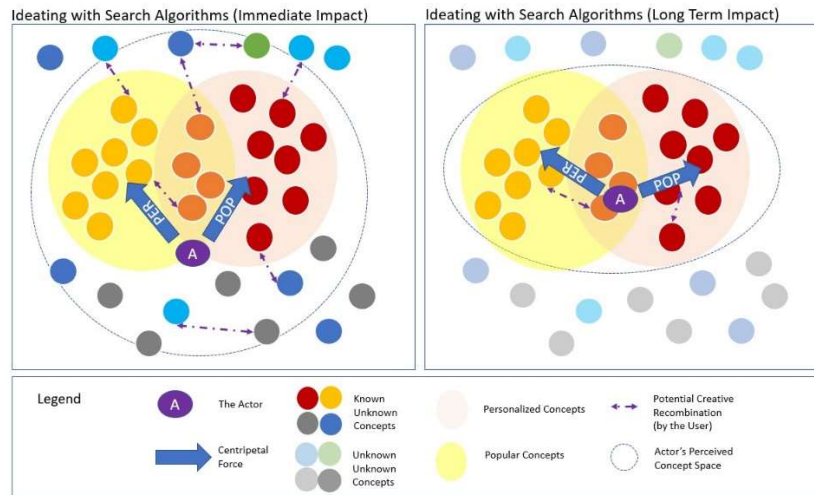 Ideating with Search Algorithms (Immediate Impact)
Ideating with Search Algorithms (Long Term Impact)
PER
POP
A
PER
POP
A
Legend
A
The Actor
Known
Unknown
Concepts
Personalized Concepts
Potential Creative
Recombination
(by the User)
Centripetal
Force
Unknown
Unknown
Concepts
Popular Concepts
Actor's Perceived
Concept Space